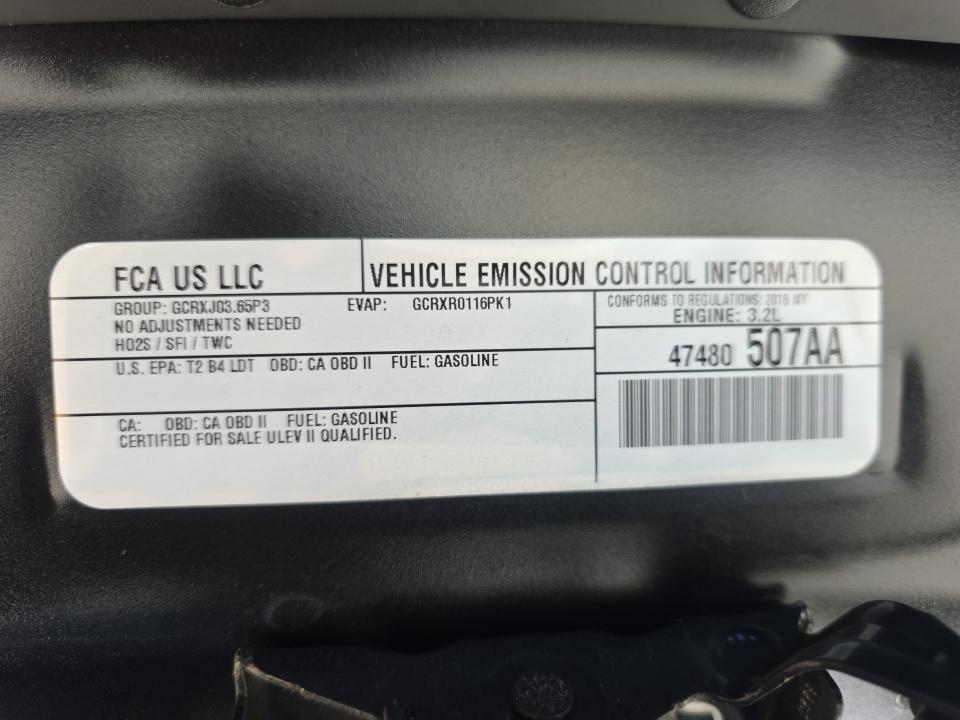 FCA US LLC
VEHICLE EMISSION CONTROL INFORMATION
GROUP: GCRXJ03.65P3 EVAP: GCRXR0116PK1
NO ADJUSTMENTS NEEDED
HO2S / SFI / TWC
CONFORMS TO REGULATIONS: 2016 MY
ENGINE: 3.2L
47480 507AA
U.S. EPA: T2 B4 LDT OBD: CA OBD II FUEL: GASOLINE
CA: OBD: CA OBD II FUEL: GASOLINE
CERTIFIED FOR SALE ULEV II QUALIFIED.